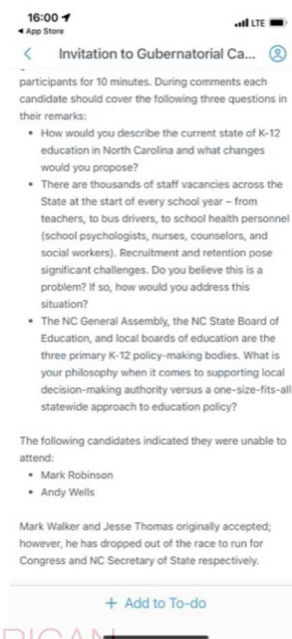 16:00
App Store
LTE
Invitation to Gubernatorial Ca...
participants for 10 minutes. During comments each
candidate should cover the following three questions in
their remarks:
• How would you describe the current state of K-12
education in North Carolina and what changes
would you propose?
• There are thousands of staff vacancies across the
State at the start of every school year – from
teachers, to bus drivers, to school health personnel
(school psychologists, nurses, counselors, and
social workers). Recruitment and retention pose
significant challenges. Do you believe this is a
problem? If so, how would you address this
situation?
• The NC General Assembly, the NC State Board of
Education, and local boards of education are the
three primary K-12 policy-making bodies. What is
your philosophy when it comes to supporting local
decision-making authority versus a one-size-fits-all
statewide approach to education policy?
The following candidates indicated they were unable to
attend:
• Mark Robinson
• Andy Wells
Mark Walker and Jesse Thomas originally accepted;
however, he has dropped out of the race to run for
Congress and NC Secretary of State respectively.
+ Add to To-do